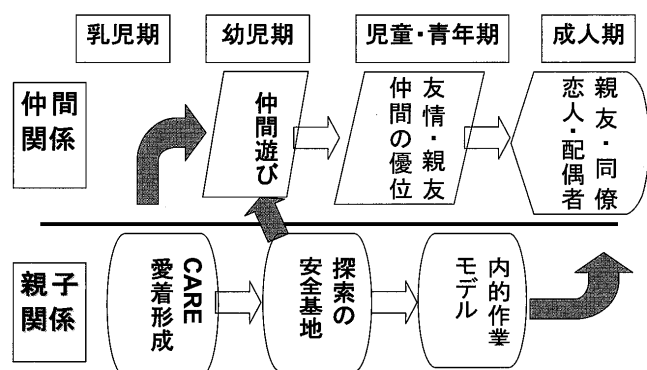 乳児期
幼児期
児童・青年期
成人期
仲間
関係
仲間遊び
友情・親友
仲間の優位
親友・同僚
恋人・配偶者
親子
関係
CARE
愛着形成
探索の
安全基地
内的作業
モデル